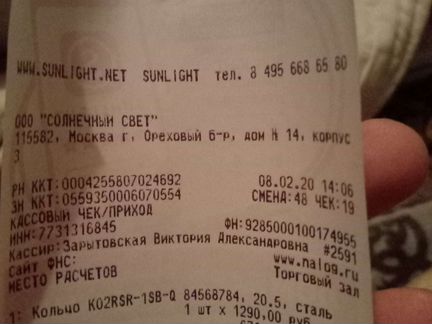 WWW.SUNLIGHT.NET SUNLIGHT тел. 8 495 668 65 80
ООО "СОЛНЕЧНЫЙ СВЕТ"
115582, Москва г, Ореховый б-р, дом N 14, корпус
3
РН ККТ:0004255807024692 08.02.20 14:06
ЗН ККТ:0559350006070554 СМЕНА:48 ЧЕК:19
КАССОВЫЙ ЧЕК/ПРИХОД
ИНН:7731316845 ФН:9285000100174955
Кассир:Зарытовская Виктория Александровна #2591
сайт ФНС: www.nalog.ru
МЕСТО РАСЧЕТОВ Торговый зал
1: Кольцо K02RSR-1SB-Q 84568784, 20.5, сталь
1 шт x 1290,00 руб